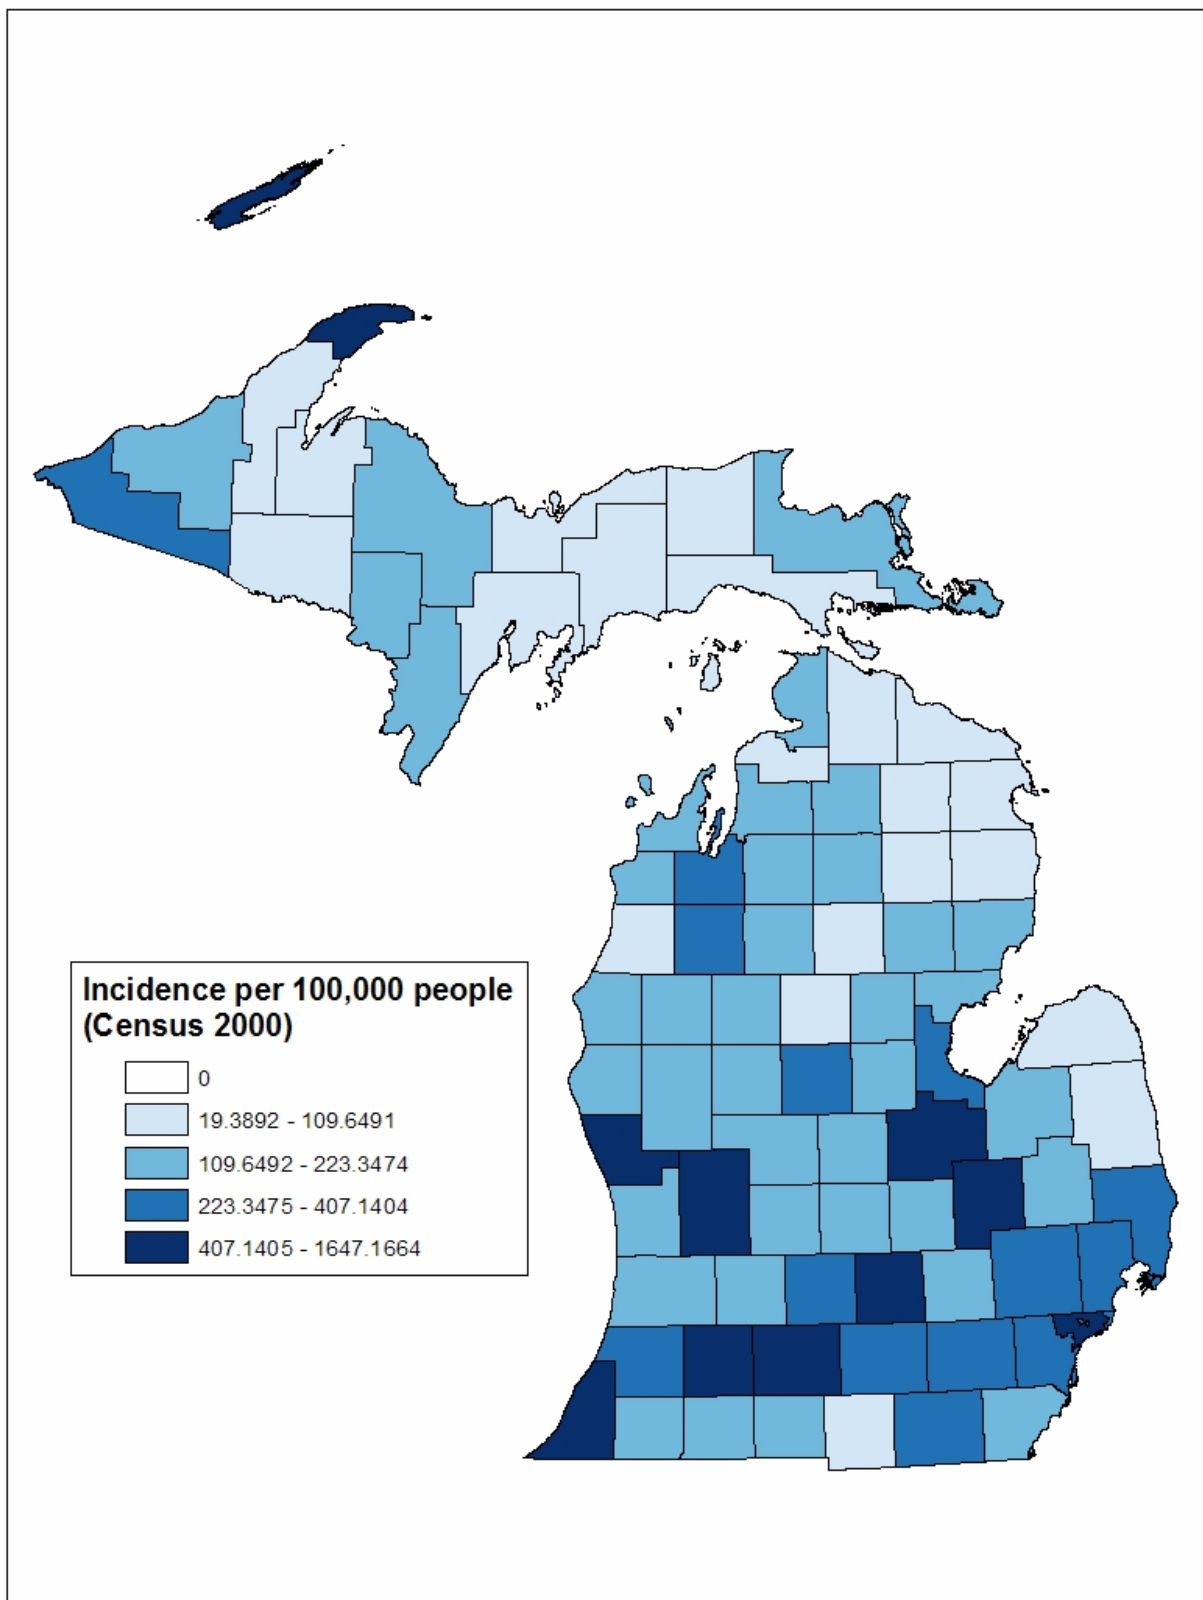 Incidence per 100,000 people
(Census 2000)
0
19.3892 - 109.6491
109.6492 - 223.3474
223.3475 - 407.1404
407.1405 - 1647.1664